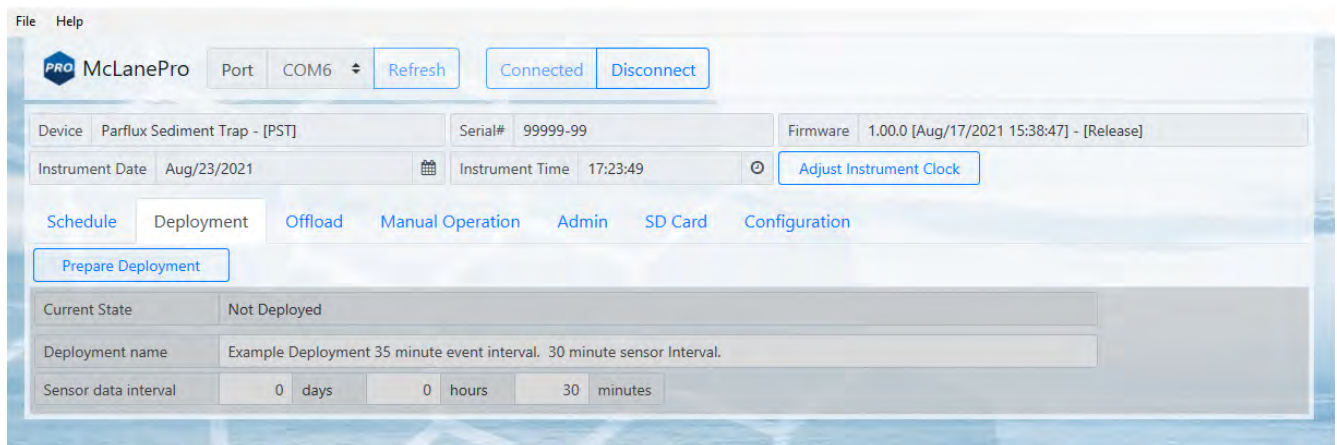 File Help
PRO McLanePro Port COM6 Refresh Connected Disconnect
Device Parflux Sediment Trap - [PST] Serial# 99999-99 Firmware 1.00.0 [Aug/17/2021 15:38:47] - [Release]
Instrument Date Aug/23/2021 Instrument Time 17:23:49 Adjust Instrument Clock
Schedule Deployment Offload Manual Operation Admin SD Card Configuration
Prepare Deployment
Current State Not Deployed
Deployment name Example Deployment 35 minute event interval.  30 minute sensor Interval.
Sensor data interval 0 days 0 hours 30 minutes